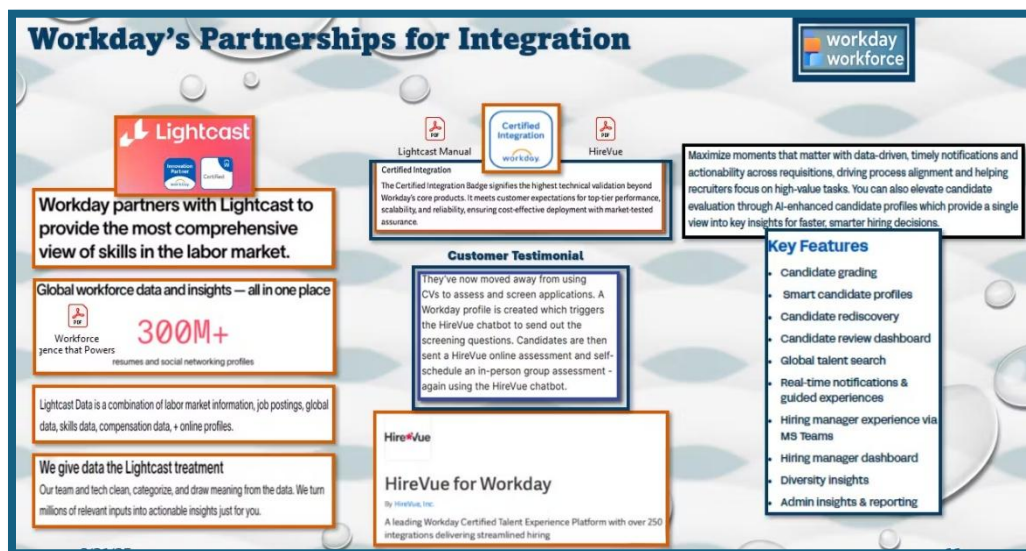 Workday's Partnerships for Integration
workday
workforce
Lightcast
Innovation
Partner
workday
Certified
Workday partners with Lightcast to
provide the most comprehensive
view of skills in the labor market.
Global workforce data and insights — all in one place
PDF
Workforce
gence that Powers
300M+
resumes and social networking profiles
Lightcast Data is a combination of labor market information, job postings, global
data, skills data, compensation data, + online profiles.
We give data the Lightcast treatment
Our team and tech clean, categorize, and draw meaning from the data. We turn
millions of relevant inputs into actionable insights just for you.
PDF
Lightcast Manual
Certified
Integration
workday
PDF
HireVue
Certified Integration
The Certified Integration Badge signifies the highest technical validation beyond
Workday's core products. It meets customer expectations for top-tier performance,
scalability, and reliability, ensuring cost-effective deployment with market-tested
assurance.
Customer Testimonial
They've now moved away from using
CVs to assess and screen applications. A
Workday profile is created which triggers
the HireVue chatbot to send out the
screening questions. Candidates are then
sent a HireVue online assessment and self-
schedule an in-person group assessment -
again using the HireVue chatbot.
HireVue
HireVue for Workday
By HireVue, Inc.
A leading Workday Certified Talent Experience Platform with over 250
integrations delivering streamlined hiring
Maximize moments that matter with data-driven, timely notifications and
actionability across requisitions, driving process alignment and helping
recruiters focus on high-value tasks. You can also elevate candidate
evaluation through AI-enhanced candidate profiles which provide a single
view into key insights for faster, smarter hiring decisions.
Key Features
• Candidate grading
• Smart candidate profiles
• Candidate rediscovery
• Candidate review dashboard
• Global talent search
• Real-time notifications &
guided experiences
• Hiring manager experience via
MS Teams
• Hiring manager dashboard
• Diversity insights
• Admin insights & reporting